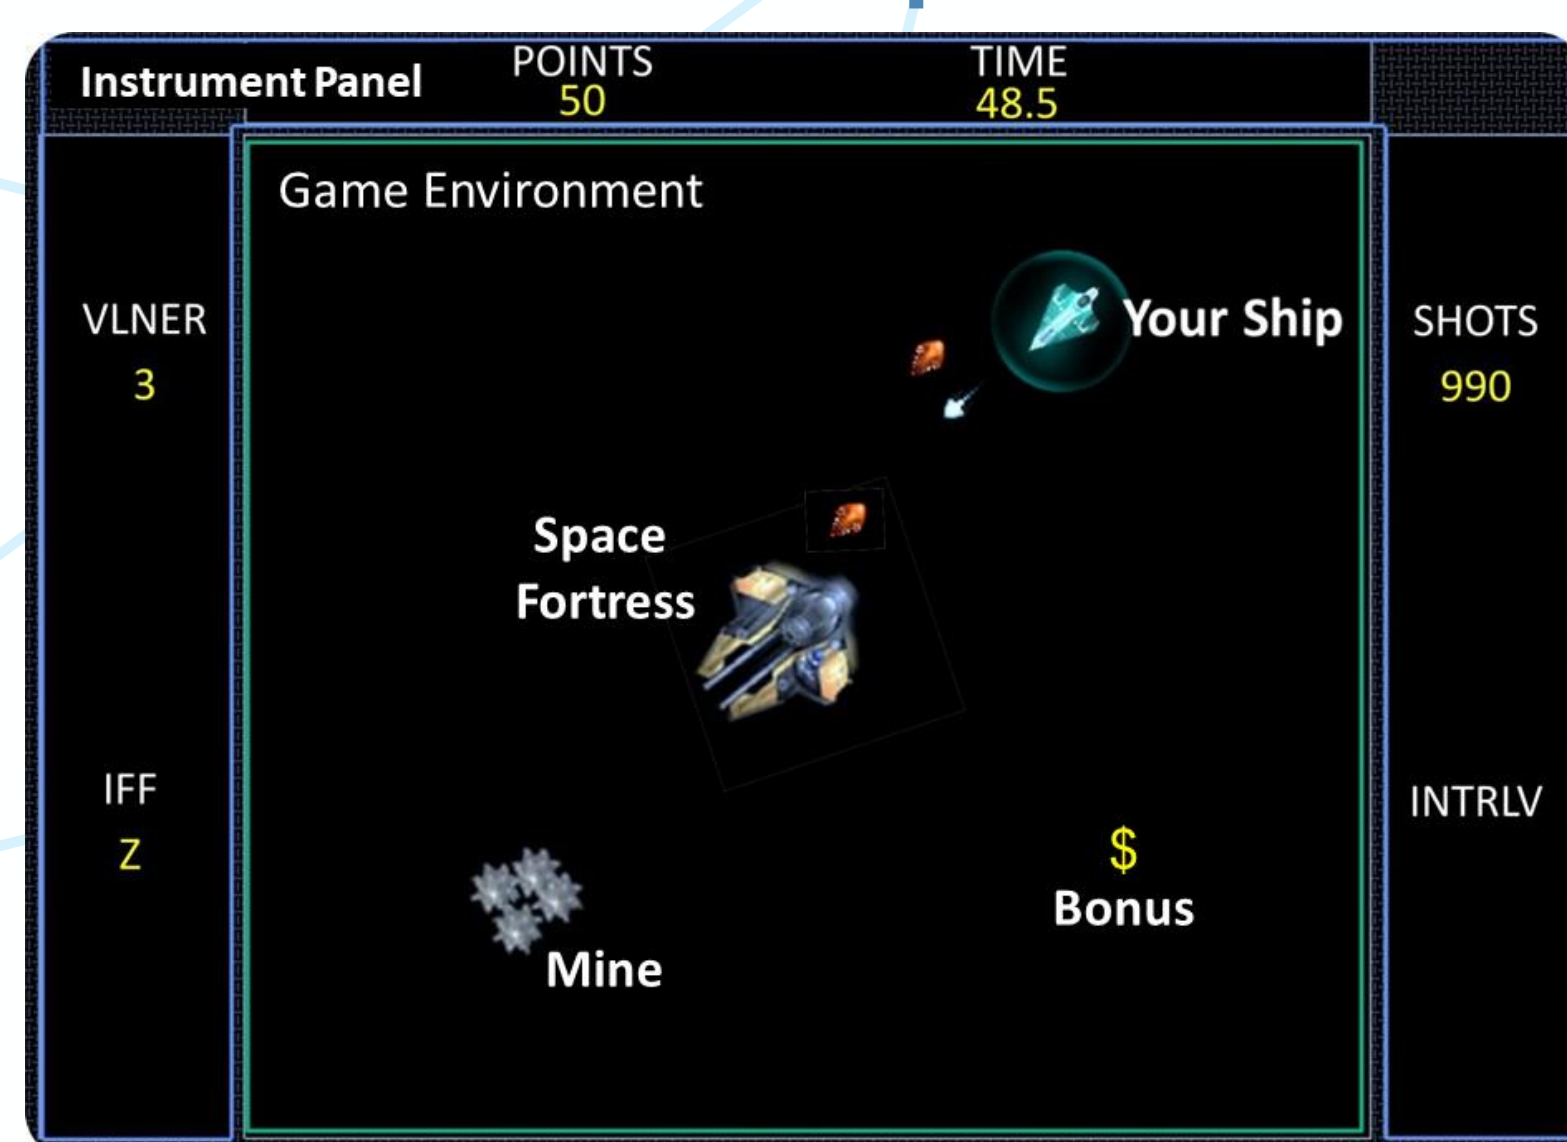 Instrument Panel
POINTS
50
TIME
48.5
Game Environment
VLNER
3
Your Ship
SHOTS
990
Space
Fortress
IFF
Z
INTRLV
$
Bonus
Mine